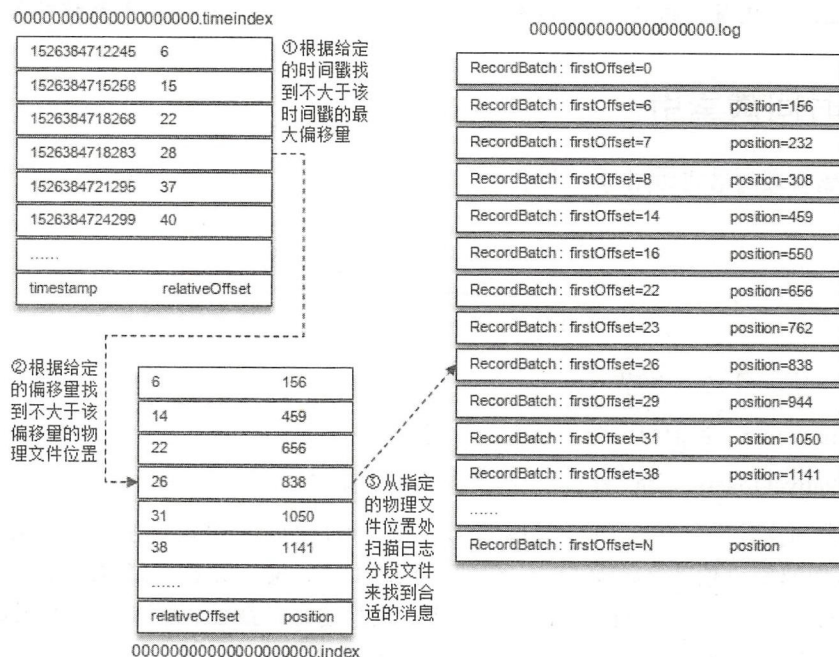 00000000000000000000.timeindex
1526384712245 6
1526384715258 15
1526384718268 22
1526384718283 28
1526384721295 37
1526384724299 40
……
timestamp relativeOffset
①根据给定
的时间戳找
到不大于该
时间戳的最
大偏移量
00000000000000000000.log
RecordBatch: firstOffset=0
RecordBatch: firstOffset=6 position=156
RecordBatch: firstOffset=7 position=232
RecordBatch: firstOffset=8 position=308
RecordBatch: firstOffset=14 position=459
RecordBatch: firstOffset=16 position=550
RecordBatch: firstOffset=22 position=656
RecordBatch: firstOffset=23 position=762
RecordBatch: firstOffset=26 position=838
RecordBatch: firstOffset=29 position=944
RecordBatch: firstOffset=31 position=1050
RecordBatch: firstOffset=38 position=1141
……
RecordBatch: firstOffset=N position
②根据给定
的偏移量找
到不大于该
偏移量的物
理文件位置
6 156
14 459
22 656
26 838
31 1050
38 1141
……
relativeOffset position
00000000000000000000.index
③从指定
的物理文
件位置处
扫描日志
分段文件
来找到合
适的消息